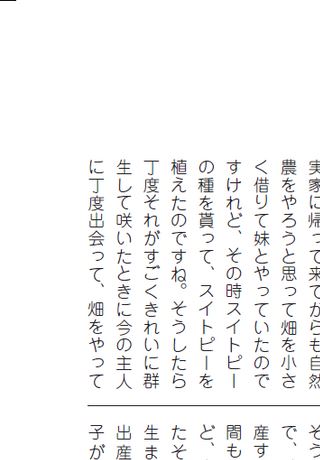 実家に帰って来てからも自然
農をやろうと思って畑を小さ
く借りて妹とやっていたので
すけれど、その時スイトピー
の種を貰って、スイトピーを
植えたのですね。そうしたら
丁度それがすごくきれいに群
生して咲いたときに今の主人
に丁度出会って、畑をやって
そう
で、
産す
間も
ど、
たそ
生ま
出産
子が